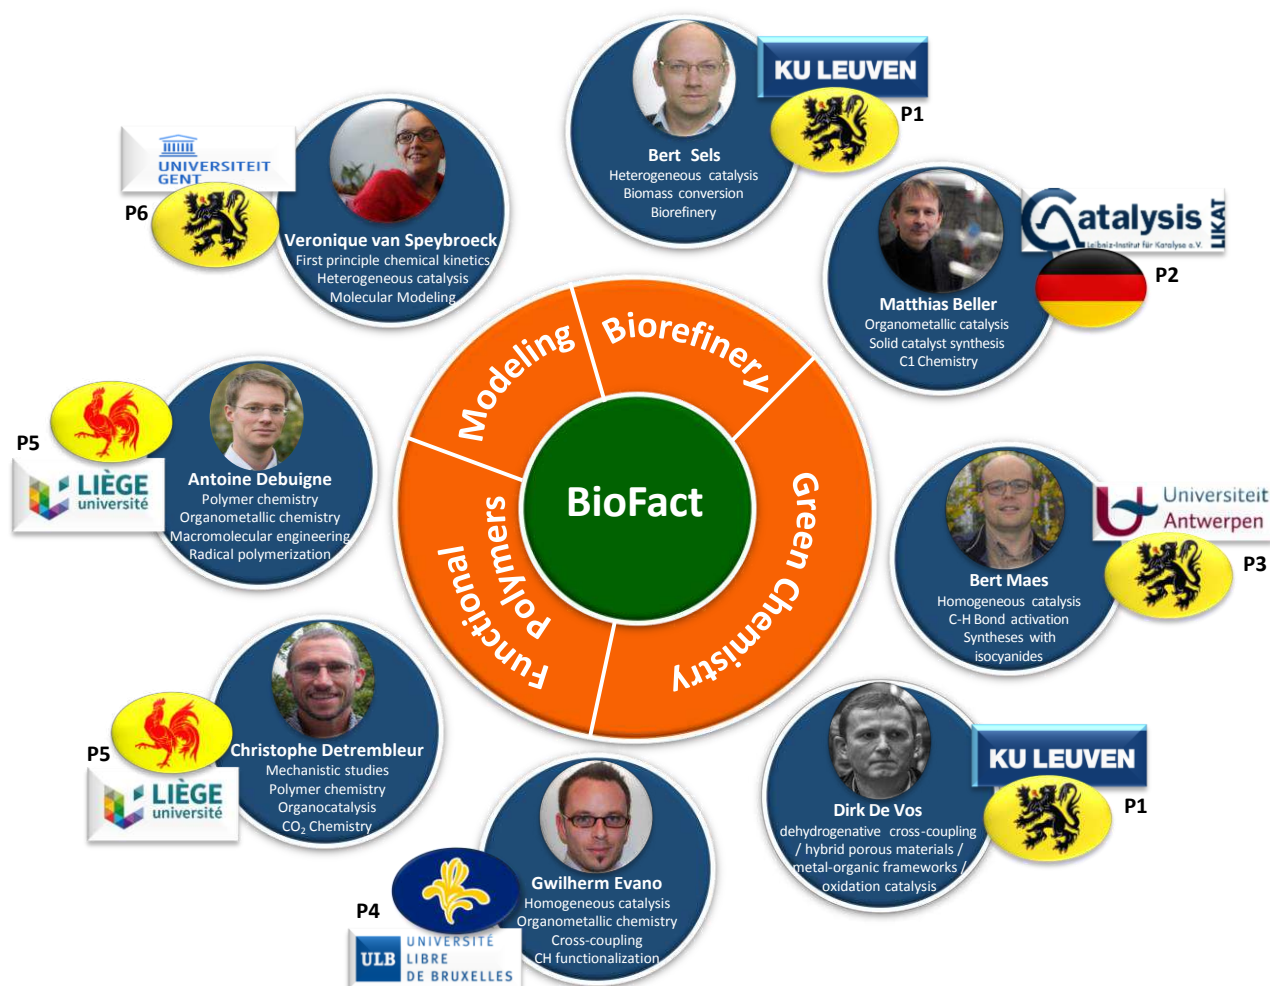 KU LEUVEN
P1
Bert Sels
Heterogeneous catalysis
Biomass conversion
Biorefinery
UNIVERSITEIT
GENT
P6
Veronique van Speybroeck
First principle chemical kinetics
Heterogeneous catalysis
Molecular Modeling
Catalysis
LIKAT
Leibniz-Institut für Katalyse e.V.
P2
Matthias Beller
Organometallic catalysis
Solid catalyst synthesis
C1 Chemistry
Modeling
Biorefinery
Green Chemistry
Functional
Polymers
BioFact
P5
LIÈGE
université
Antoine Debuigne
Polymer chemistry
Organometallic chemistry
Macromolecular engineering
Radical polymerization
Universiteit
Antwerpen
P3
Bert Maes
Homogeneous catalysis
C-H Bond activation
Syntheses with
isocyanides
P5
LIÈGE
université
Christophe Detrembleur
Mechanistic studies
Polymer chemistry
Organocatalysis
CO₂ Chemistry
KU LEUVEN
P1
Dirk De Vos
dehydrogenative cross-coupling
/ hybrid porous materials /
metal-organic frameworks /
oxidation catalysis
P4
ULB
UNIVERSITÉ
LIBRE
DE BRUXELLES
Gwilherm Evano
Homogeneous catalysis
Organometallic chemistry
Cross-coupling
CH functionalization